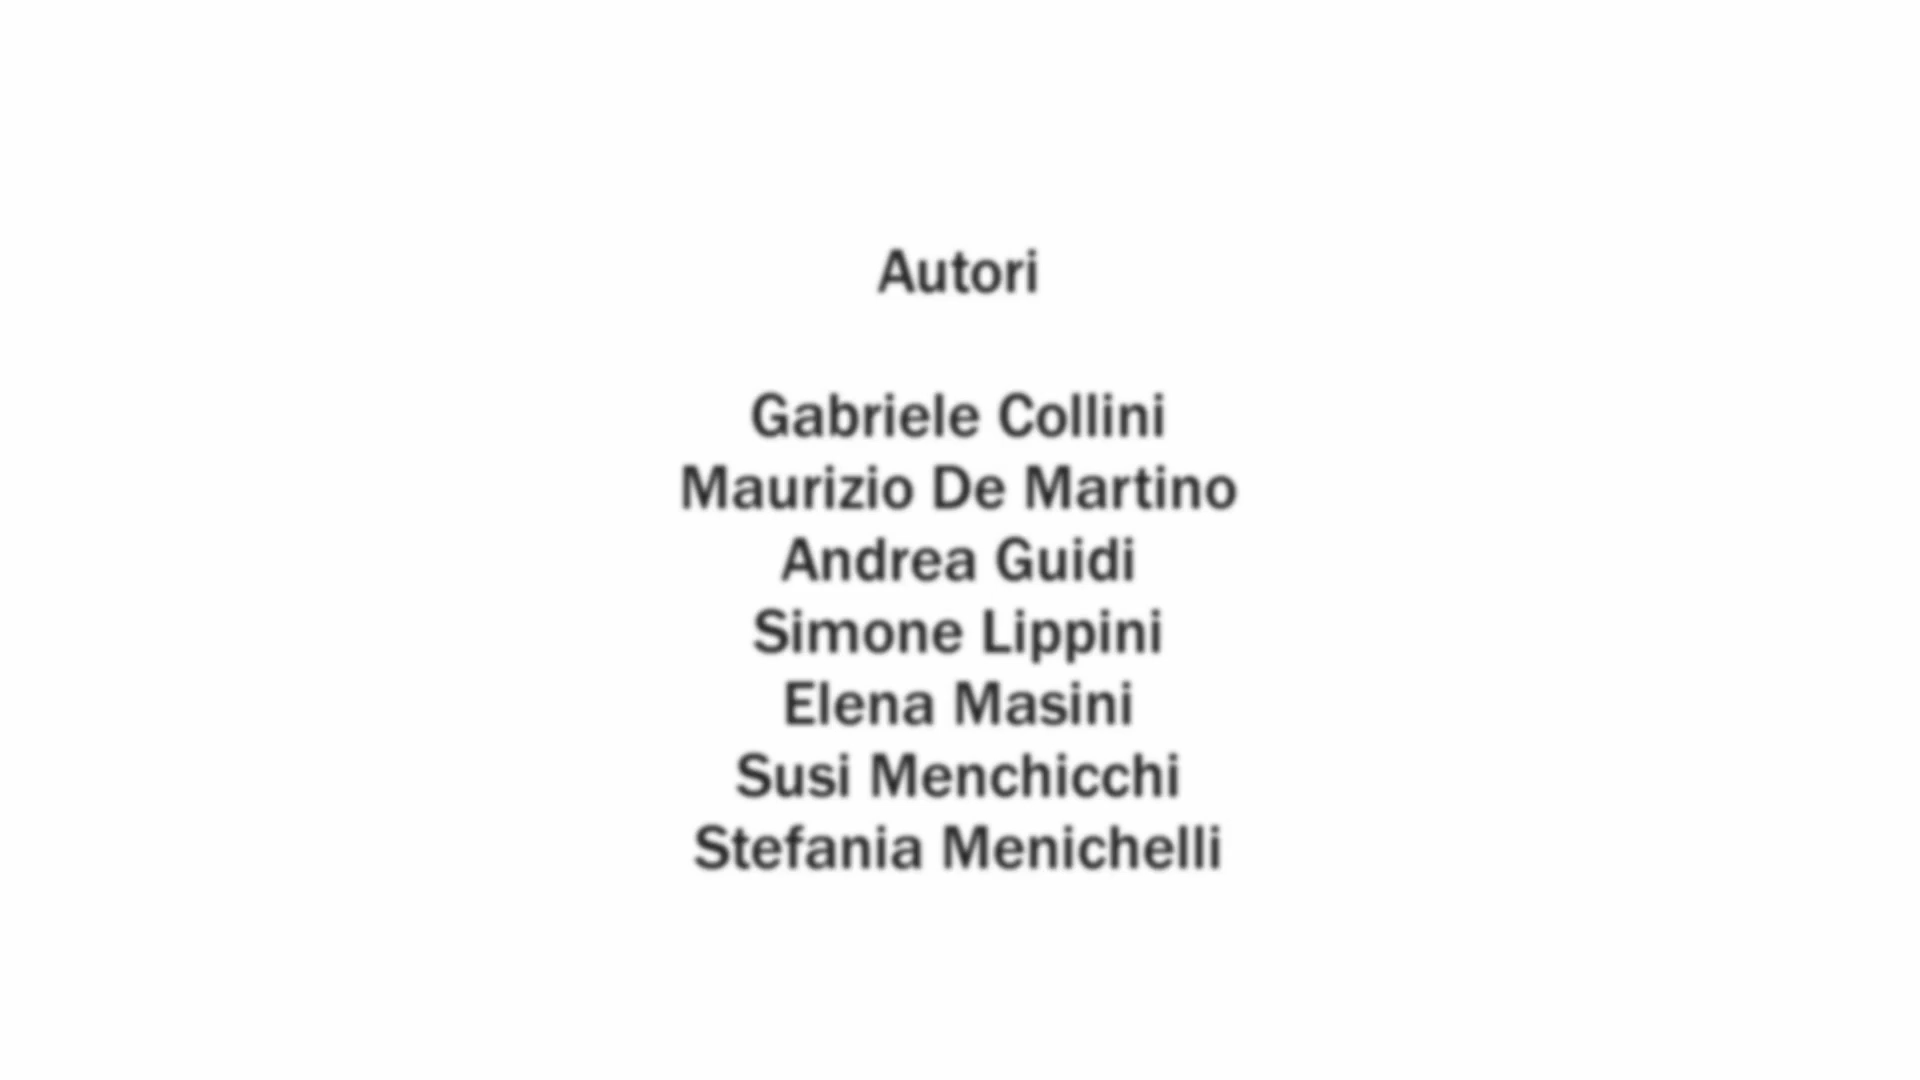 Autori
Gabriele Collini
Maurizio De Martino
Andrea Guidi
Simone Lippini
Elena Masini
Susi Menchicchi
Stefania Menichelli